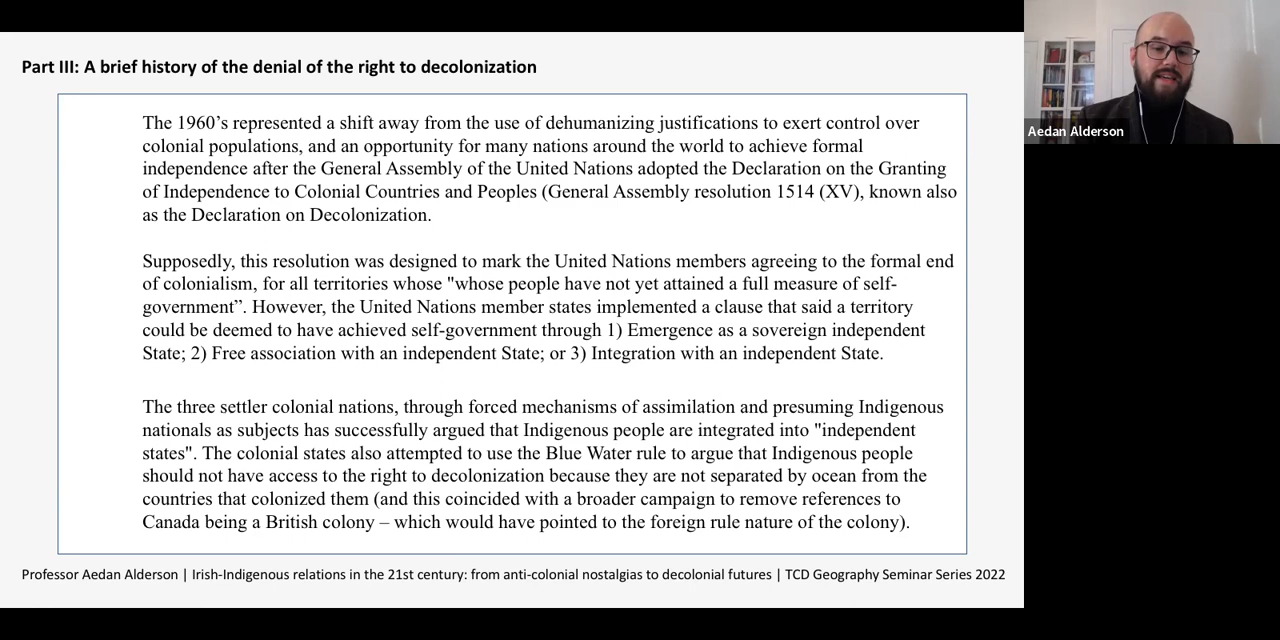 Part III: A brief history of the denial of the right to decolonization
The 1960’s represented a shift away from the use of dehumanizing justifications to exert control over
colonial populations, and an opportunity for many nations around the world to achieve formal
independence after the General Assembly of the United Nations adopted the Declaration on the Granting
of Independence to Colonial Countries and Peoples (General Assembly resolution 1514 (XV), known also
as the Declaration on Decolonization.
Supposedly, this resolution was designed to mark the United Nations members agreeing to the formal end
of colonialism, for all territories whose "whose people have not yet attained a full measure of self-
government”. However, the United Nations member states implemented a clause that said a territory
could be deemed to have achieved self-government through 1) Emergence as a sovereign independent
State; 2) Free association with an independent State; or 3) Integration with an independent State.
The three settler colonial nations, through forced mechanisms of assimilation and presuming Indigenous
nationals as subjects has successfully argued that Indigenous people are integrated into "independent
states". The colonial states also attempted to use the Blue Water rule to argue that Indigenous people
should not have access to the right to decolonization because they are not separated by ocean from the
countries that colonized them (and this coincided with a broader campaign to remove references to
Canada being a British colony – which would have pointed to the foreign rule nature of the colony).
Professor Aedan Alderson | Irish-Indigenous relations in the 21st century: from anti-colonial nostalgias to decolonial futures | TCD Geography Seminar Series 2022
Aedan Alderson